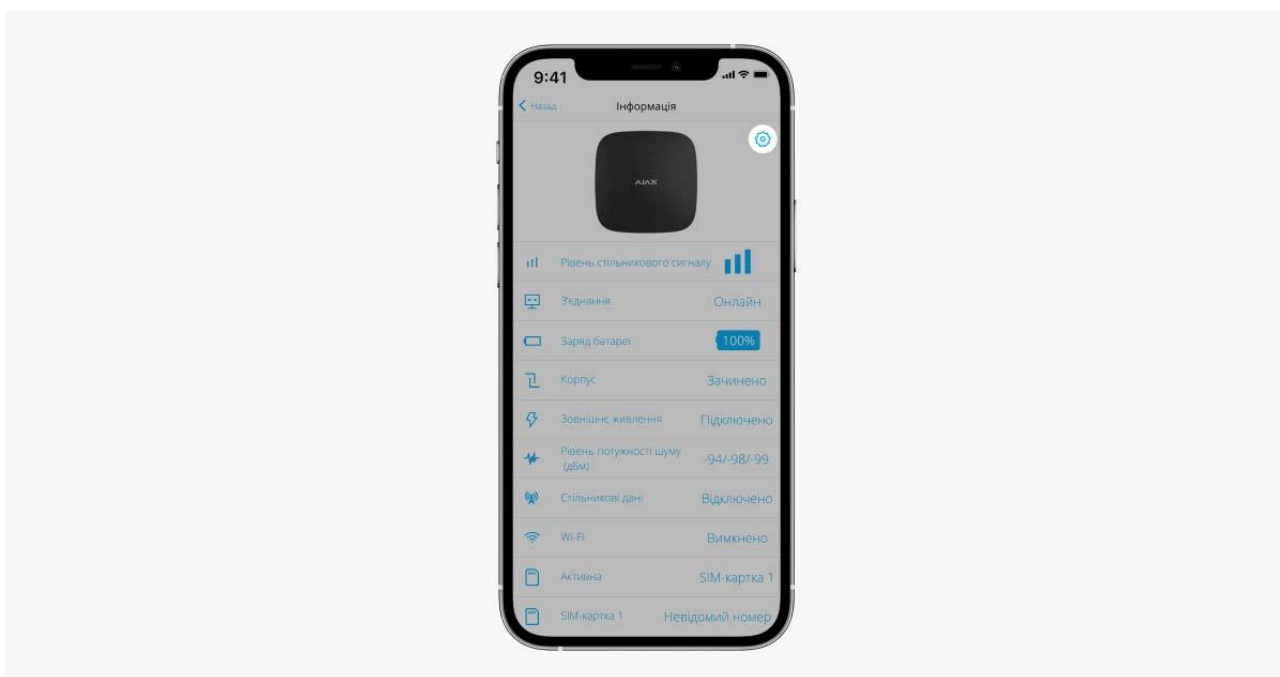 9:41
Назад
Інформація
AJAX
Рівень стільникового сигналу
З'єднання Онлайн
Заряд батареї 100%
Корпус Зачинено
Зовнішнє живлення Підключено
Рівень потужності шуму
(дБм) -94/-98/-99
Стільникові дані Відключено
Wi-Fi Вимкнено
Активна SIM-картка 1
SIM-картка 1 Невідомий номер